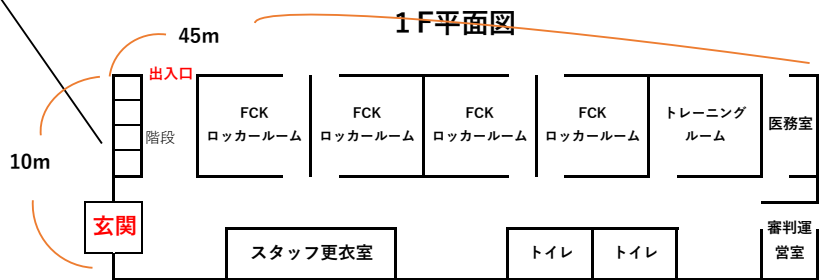 1F平面図
45m
出入口
FCK
ロッカールーム
FCK
ロッカールーム
FCK
ロッカールーム
FCK
ロッカールーム
トレーニング
ルーム
医務室
階段
10m
玄関
スタッフ更衣室
トイレ
トイレ
審判運
営室